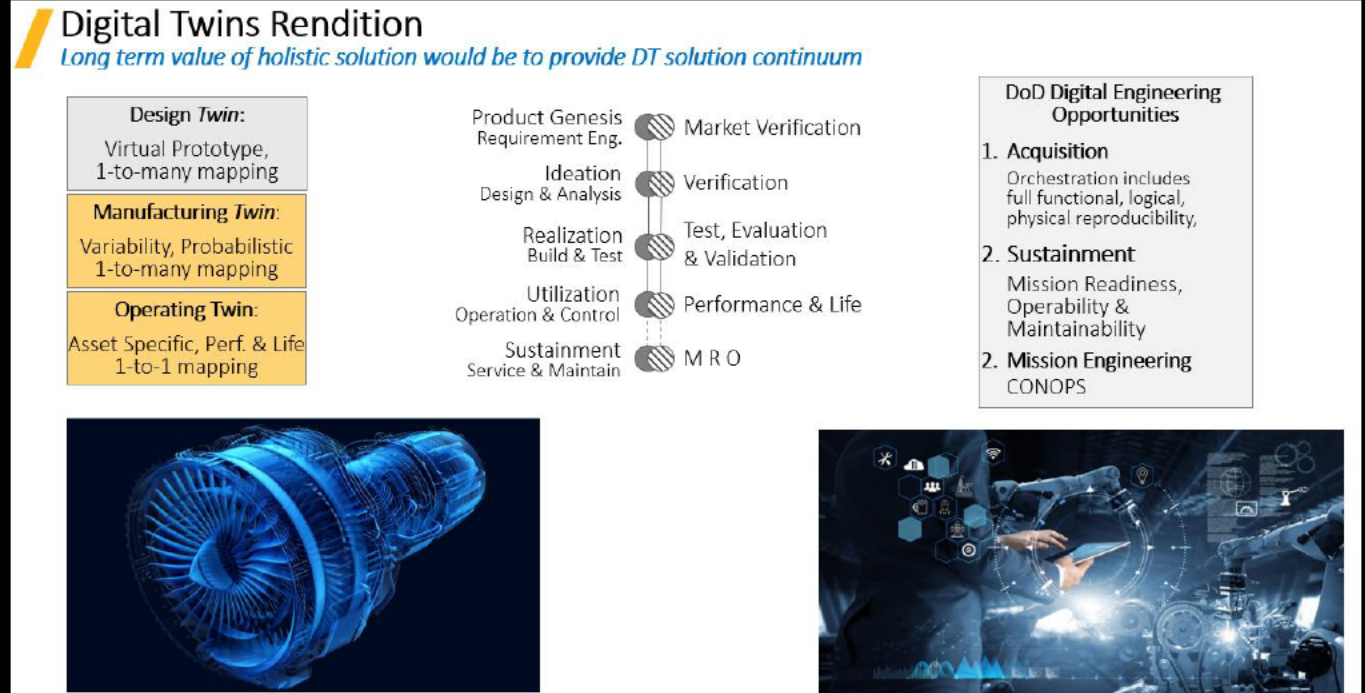 Digital Twins Rendition
Long term value of holistic solution would be to provide DT solution continuum
Design Twin:
Virtual Prototype,
1-to-many mapping
Manufacturing Twin:
Variability, Probabilistic
1-to-many mapping
Operating Twin:
Asset Specific, Perf. & Life
1-to-1 mapping
Product Genesis
Requirement Eng.
Market Verification
Ideation
Design & Analysis
Verification
Realization
Build & Test
Test, Evaluation
& Validation
Utilization
Operation & Control
Performance & Life
Sustainment
Service & Maintain
M R O
DoD Digital Engineering
Opportunities
1. Acquisition
Orchestration includes
full functional, logical,
physical reproducibility,
2. Sustainment
Mission Readiness,
Operability &
Maintainability
2. Mission Engineering
CONOPS